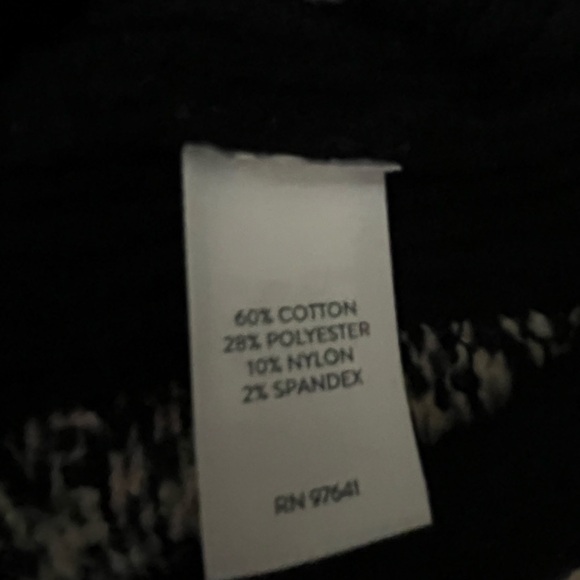 60% COTTON
28% POLYESTER
10% NYLON
2% SPANDEX
RN 97641